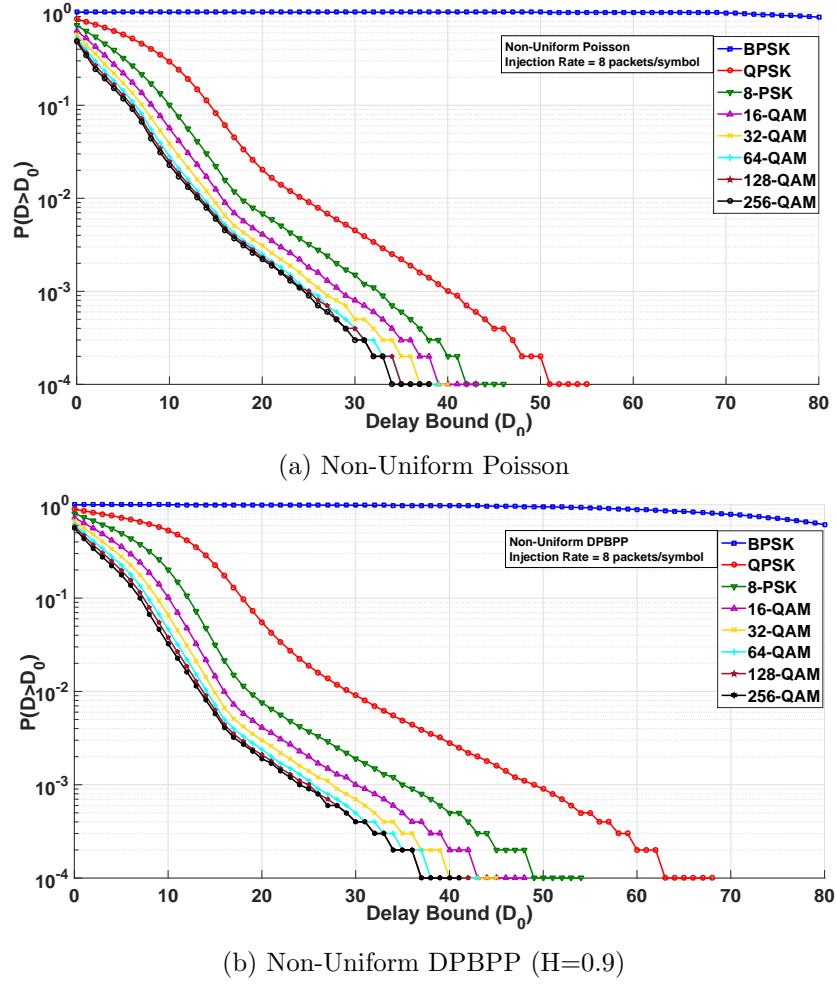 10^0
10^-1
10^-2
10^-3
10^-4
P(D>D_0)
Non-Uniform Poisson
Injection Rate = 8 packets/symbol
BPSK
QPSK
8-PSK
16-QAM
32-QAM
64-QAM
128-QAM
256-QAM
0 10 20 30 40 50 60 70 80
Delay Bound (D_0)
(a) Non-Uniform Poisson
10^0
10^-1
10^-2
10^-3
10^-4
P(D>D_0)
Non-Uniform DPBPP
Injection Rate = 8 packets/symbol
BPSK
QPSK
8-PSK
16-QAM
32-QAM
64-QAM
128-QAM
256-QAM
0 10 20 30 40 50 60 70 80
Delay Bound (D_0)
(b) Non-Uniform DPBPP (H=0.9)